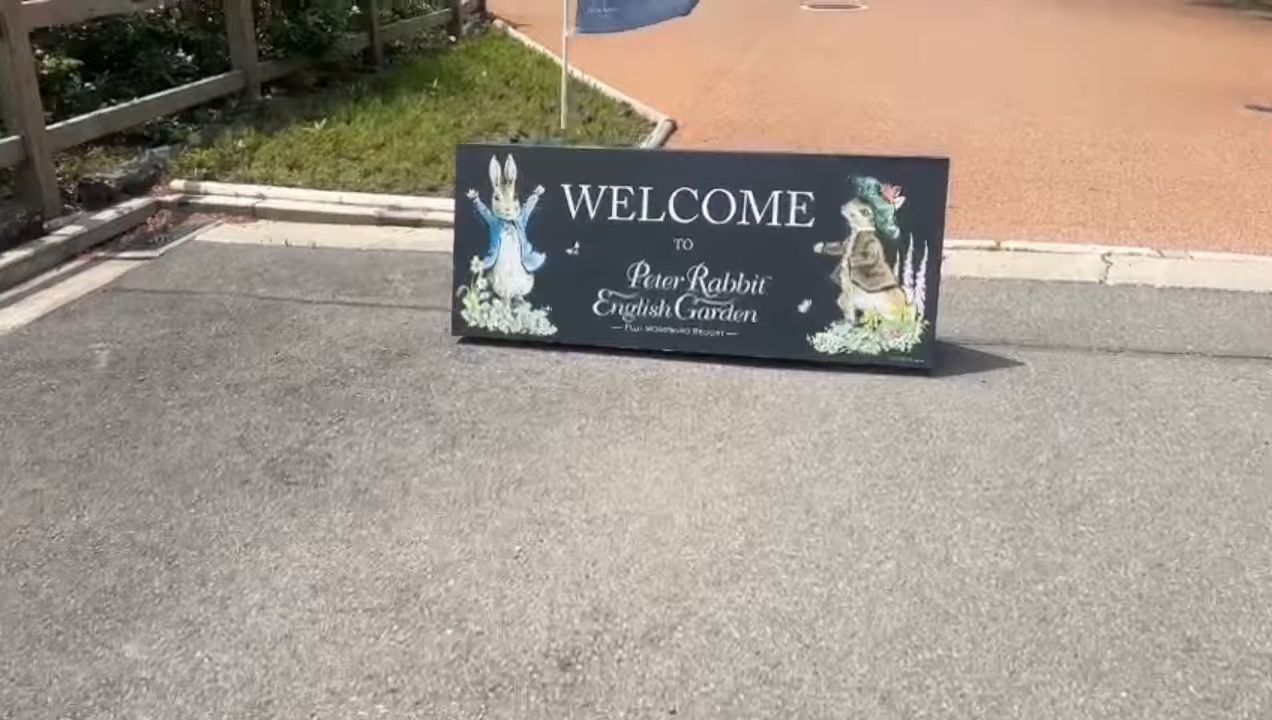 WELCOME
TO
Peter Rabbit
English Garden
— Fuji Motosuko Resort —